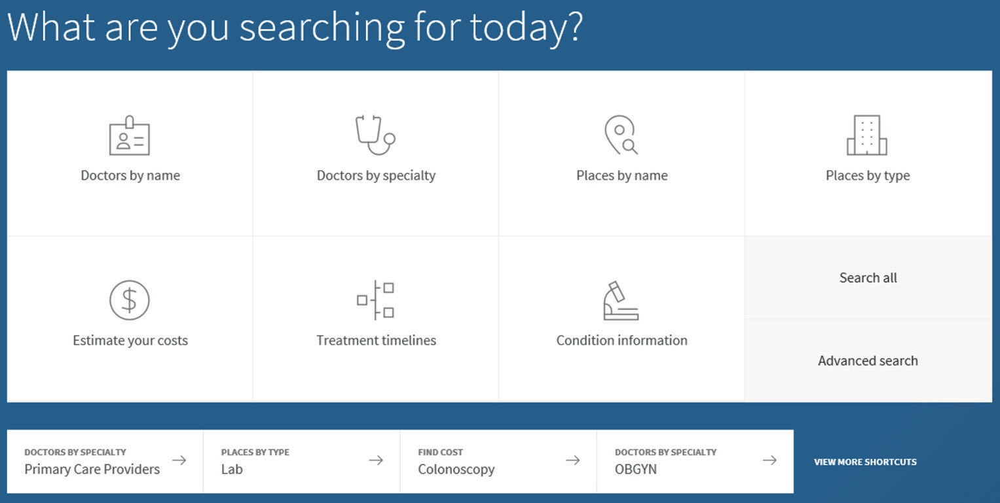 What are you searching for today?
Doctors by name
Doctors by specialty
Places by name
Places by type
Estimate your costs
Treatment timelines
Condition information
Search all
Advanced search
DOCTORS BY SPECIALTY
Primary Care Providers
PLACES BY TYPE
Lab
FIND COST
Colonoscopy
DOCTORS BY SPECIALTY
OBGYN
VIEW MORE SHORTCUTS